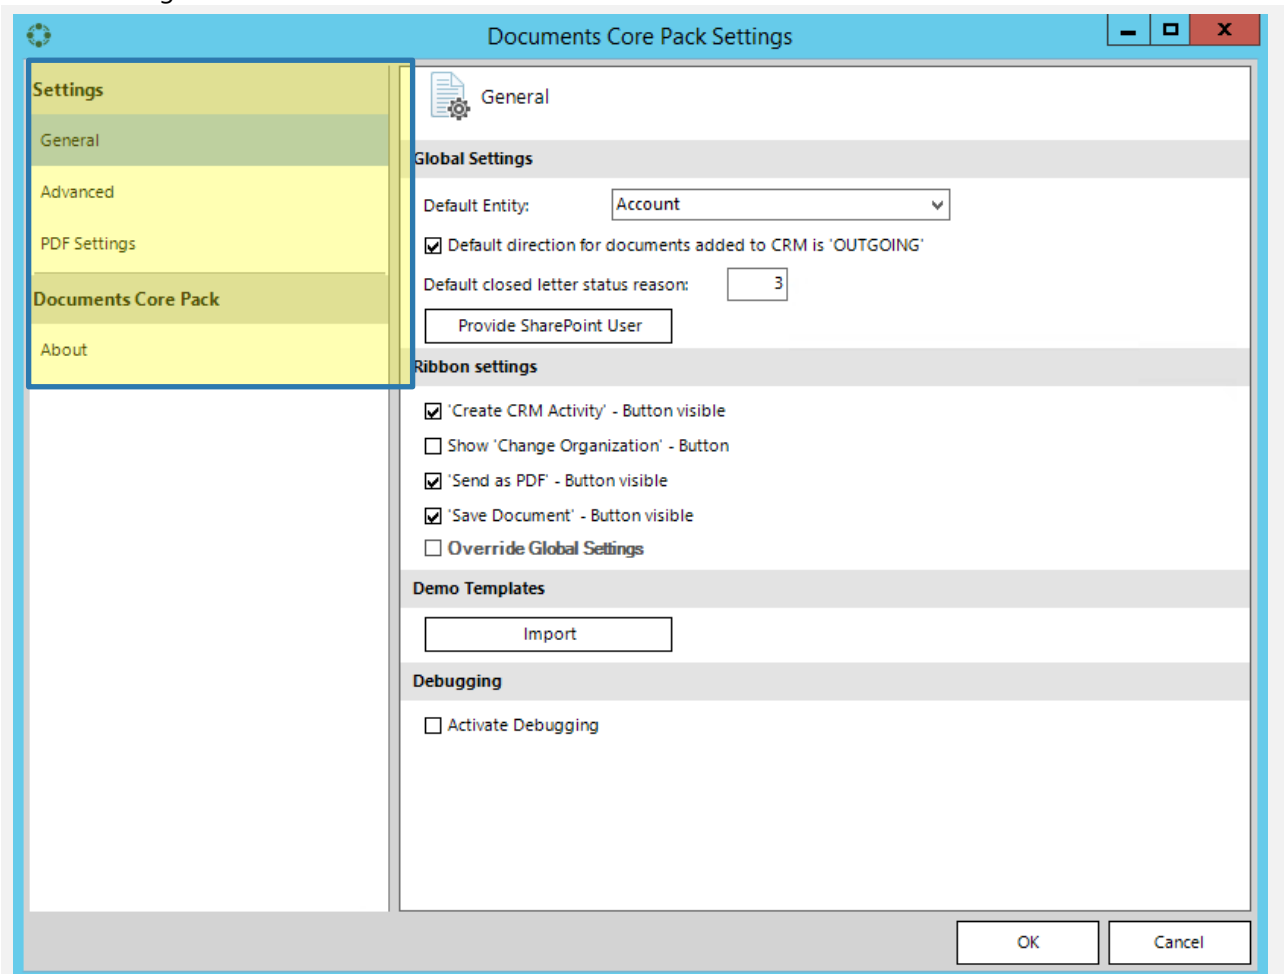 Documents Core Pack Settings
Settings
General
Advanced
PDF Settings
Documents Core Pack
About
General
Global Settings
Default Entity: Account
Default direction for documents added to CRM is 'OUTGOING'
Default closed letter status reason: 3
Provide SharePoint User
Ribbon settings
'Create CRM Activity' - Button visible
Show 'Change Organization' - Button
'Send as PDF' - Button visible
'Save Document' - Button visible
Override Global Settings
Demo Templates
Import
Debugging
Activate Debugging
OK Cancel